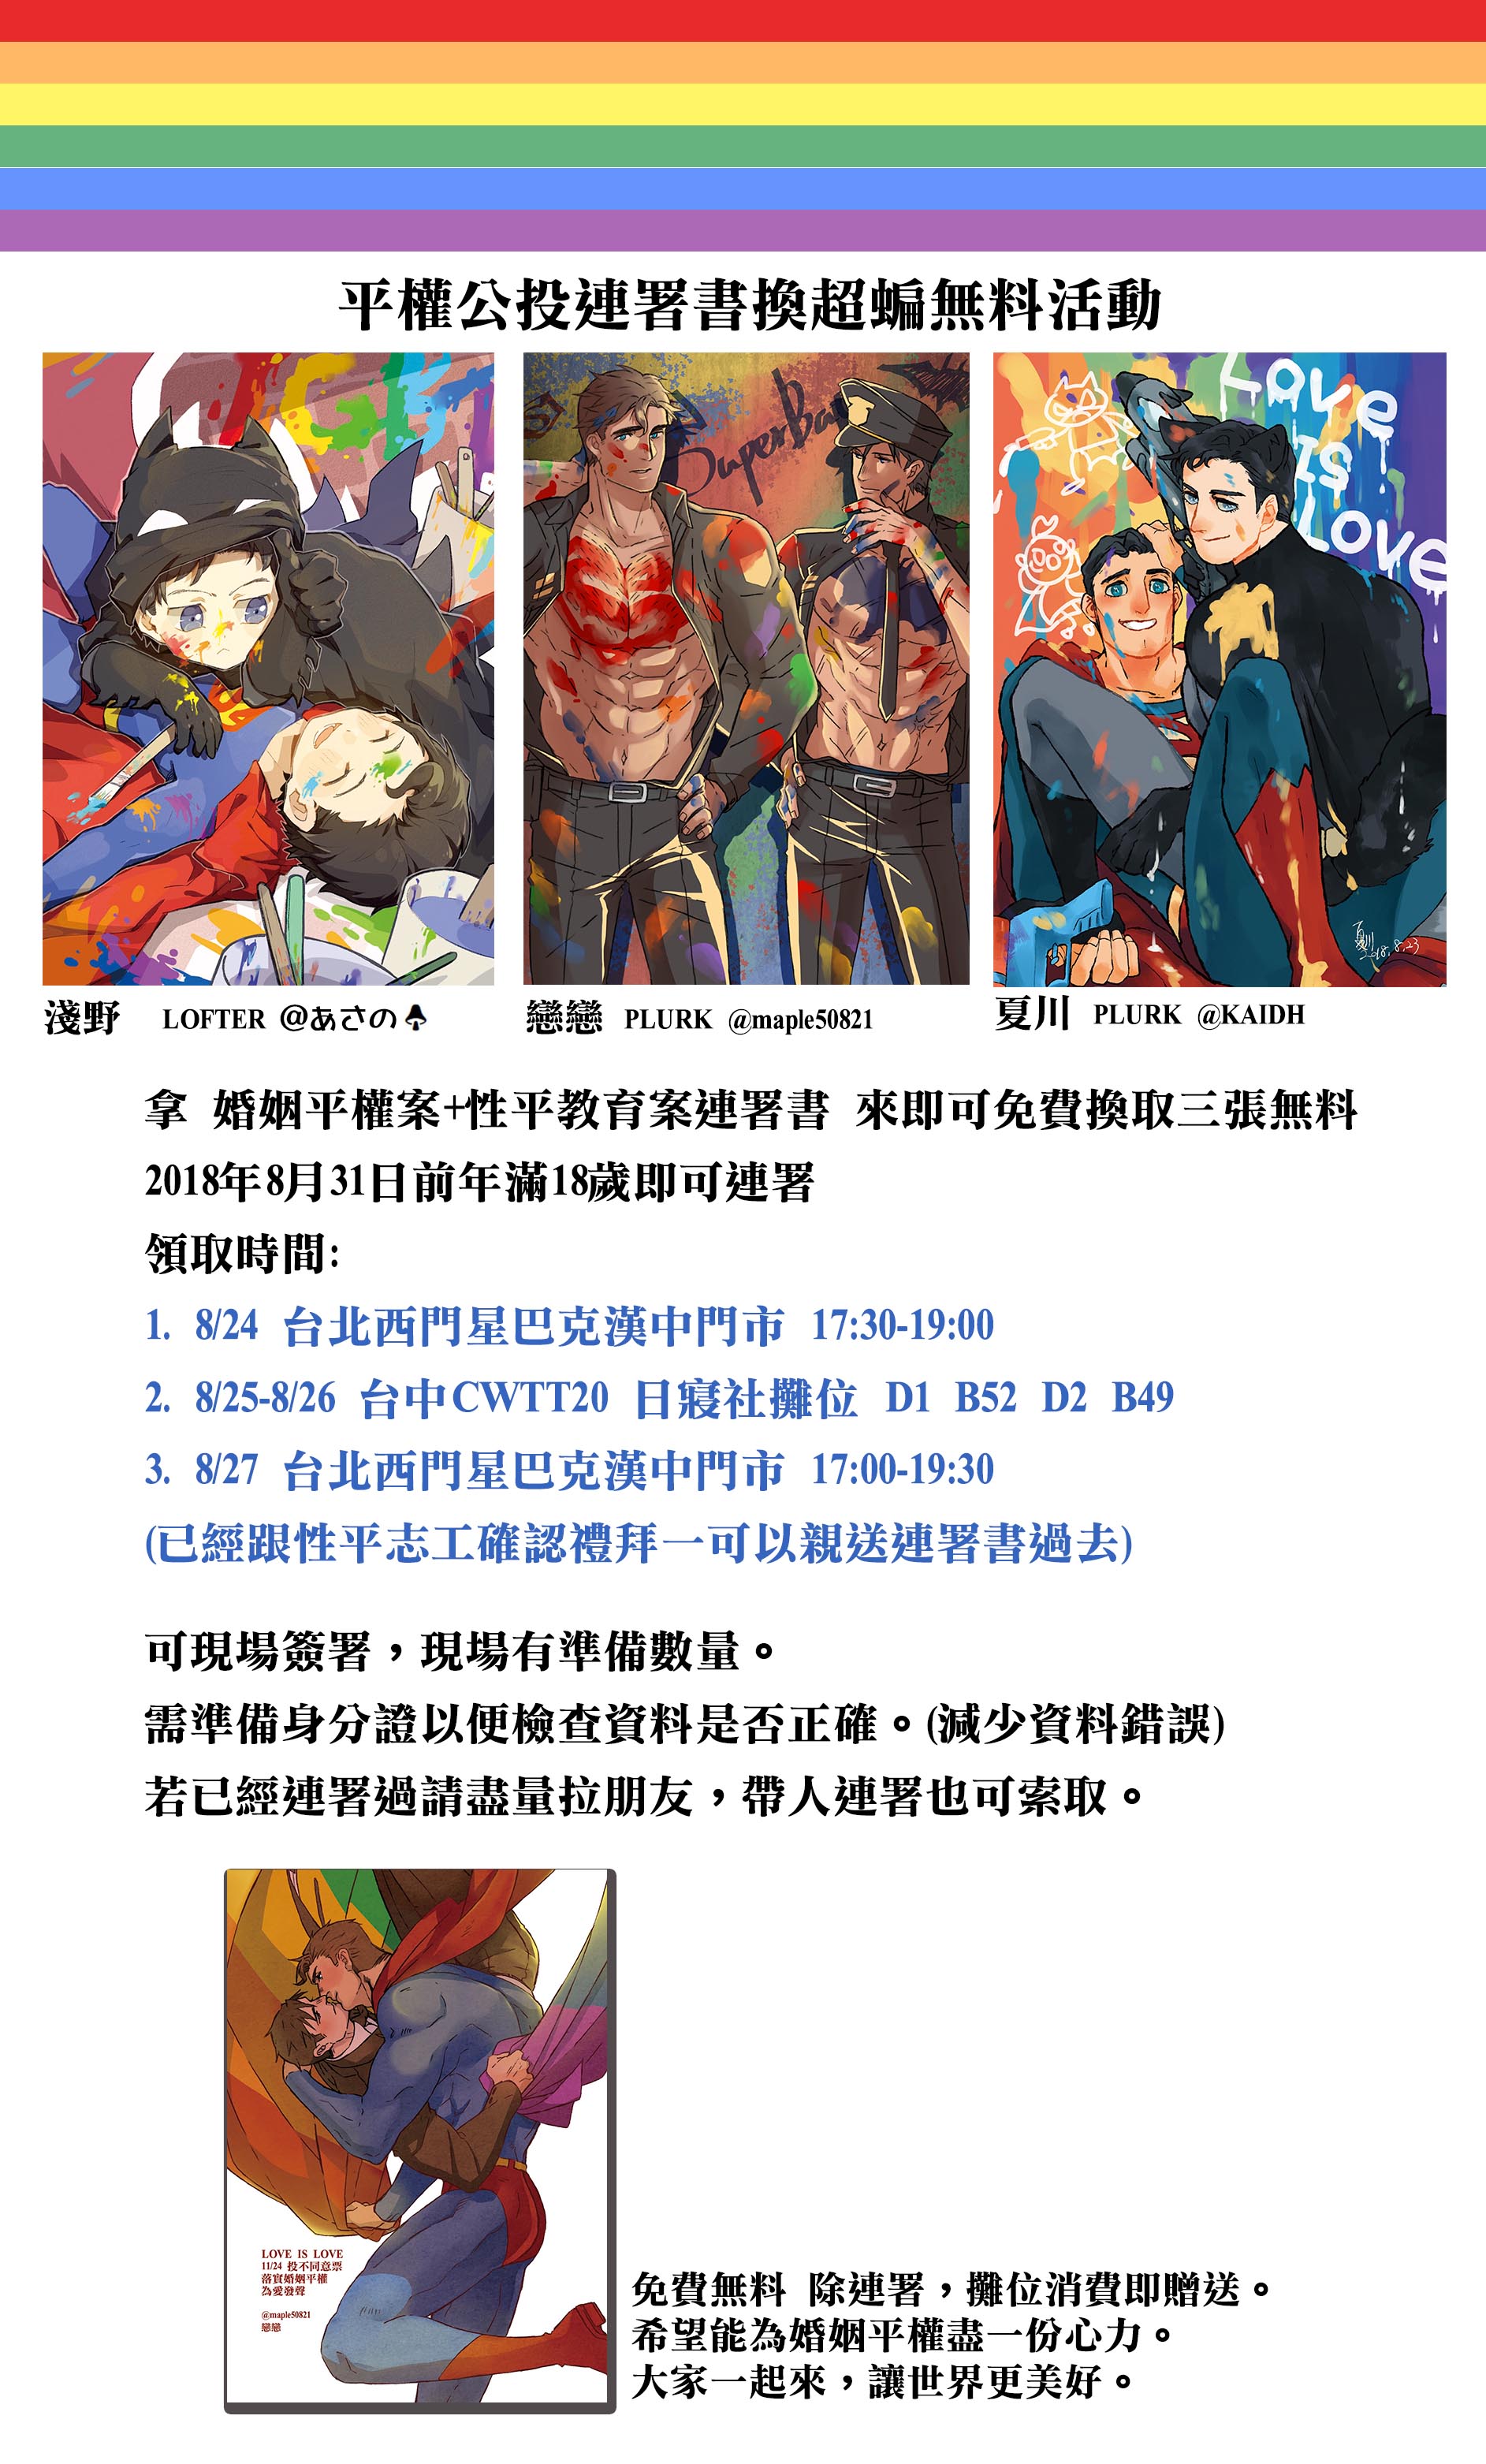 平權公投連署書換超蝙無料活動
SuperBat
Love
is
Love
夏川
2018.8.23
淺野 LOFTER @あさの
戀戀 PLURK @maple50821
夏川 PLURK @KAIDH
拿 婚姻平權案+性平教育案連署書 來即可免費換取三張無料
2018年8月31日前年滿18歲即可連署
領取時間:
1. 8/24 台北西門星巴克漢中門市 17:30-19:00
2. 8/25-8/26 台中CWTT20 日寢社攤位 D1 B52 D2 B49
3. 8/27 台北西門星巴克漢中門市 17:00-19:30
(已經跟性平志工確認禮拜一可以親送連署書過去)
可現場簽署，現場有準備數量。
需準備身分證以便檢查資料是否正確。(減少資料錯誤)
若已經連署過請盡量拉朋友，帶人連署也可索取。
LOVE IS LOVE
11/24 投不同意票
落實婚姻平權
為愛發聲
@maple50821
戀戀
免費無料 除連署，攤位消費即贈送。
希望能為婚姻平權盡一份心力。
大家一起來，讓世界更美好。